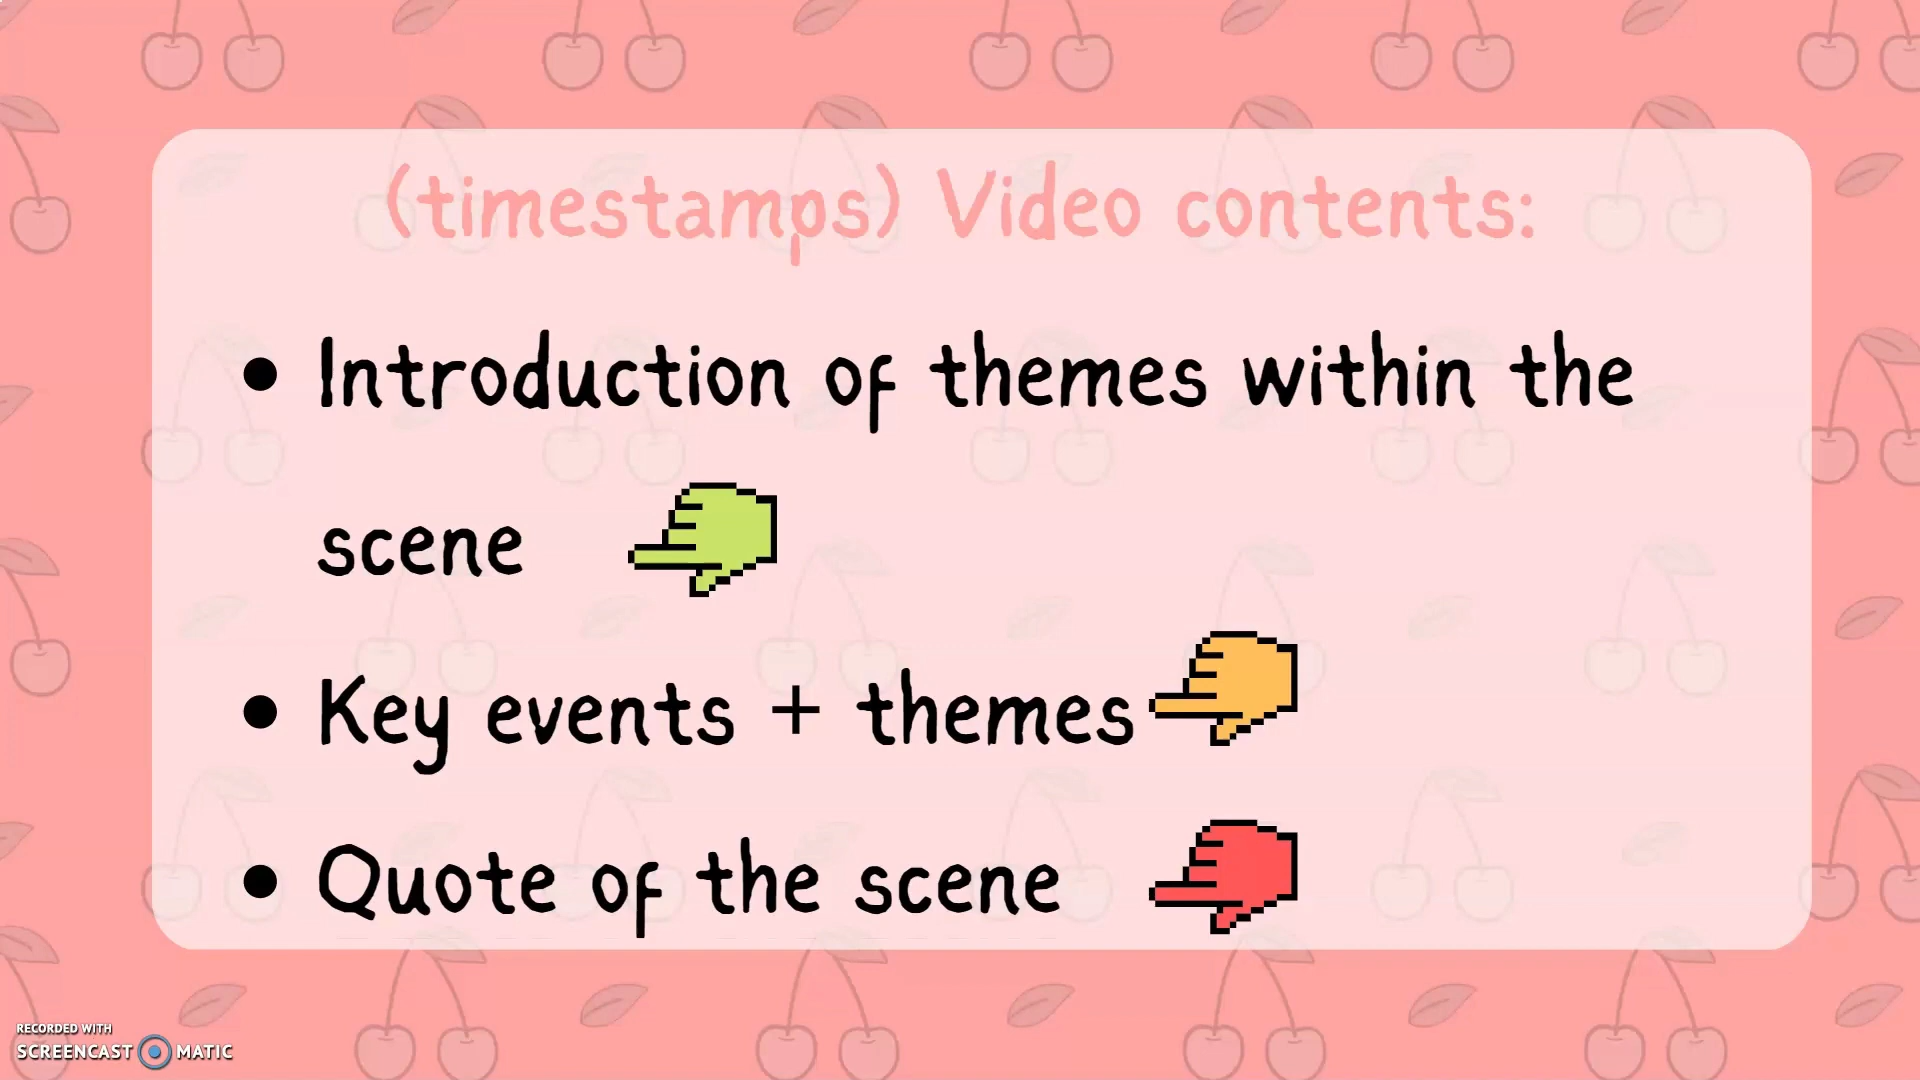 (timestamps) Video contents:
• Introduction of themes within the
scene
• Key events + themes
• Quote of the scene
RECORDED WITH
SCREENCAST MATIC